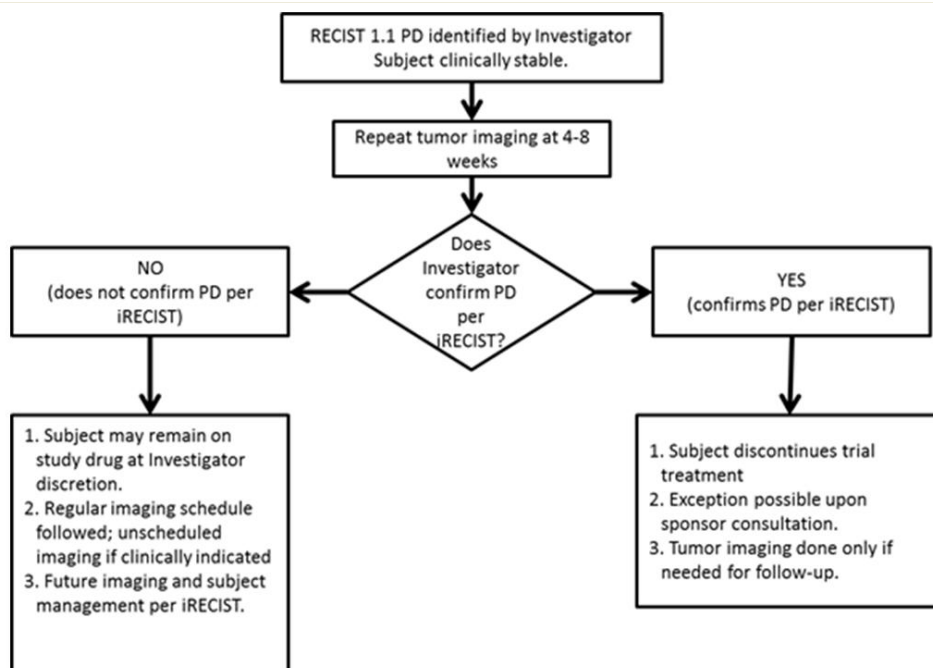 RECIST 1.1 PD identified by Investigator
Subject clinically stable.
Repeat tumor imaging at 4-8
weeks
Does
Investigator
confirm PD
per
iRECIST?
NO
(does not confirm PD per
iRECIST)
YES
(confirms PD per iRECIST)
1. Subject may remain on
study drug at Investigator
discretion.
2. Regular imaging schedule
followed; unscheduled
imaging if clinically indicated
3. Future imaging and subject
management per iRECIST.
1. Subject discontinues trial
treatment
2. Exception possible upon
sponsor consultation.
3. Tumor imaging done only if
needed for follow-up.